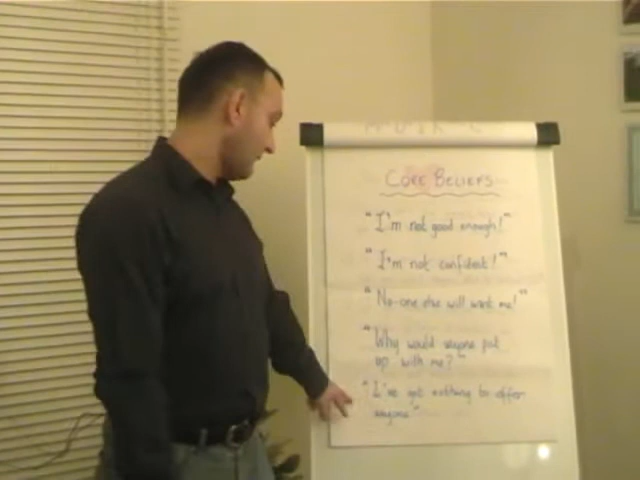 CORE BELIEFS
"I'm not good enough!"
"I'm not confident!"
"No-one else will want me!"
"Why would anyone put
up with me?"
"I've got nothing to offer
anyone"